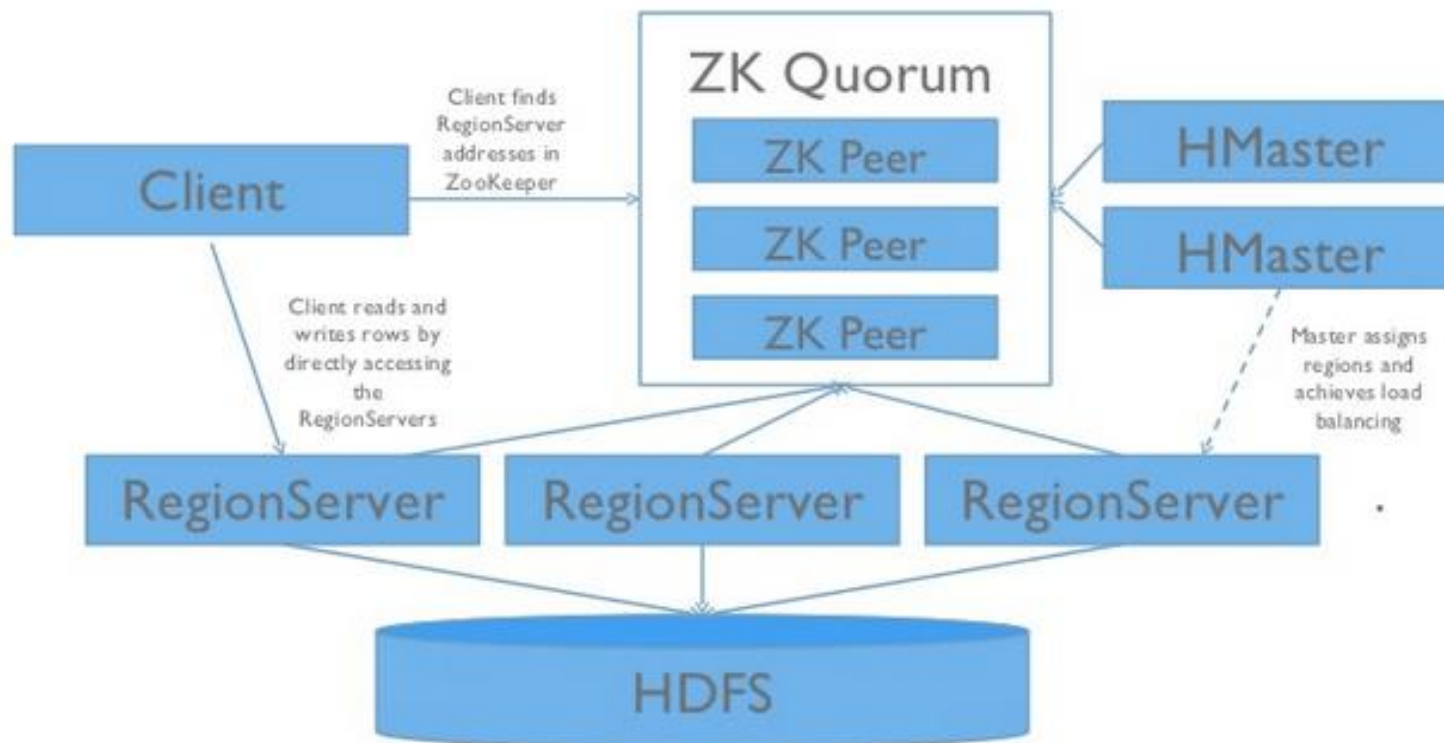 ZK Quorum
Client finds
RegionServer
addresses in
ZooKeeper
Client
ZK Peer
ZK Peer
ZK Peer
HMaster
HMaster
Client reads and
writes rows by
directly accessing
the
RegionServers
Master assigns
regions and
achieves load
balancing
RegionServer
RegionServer
RegionServer
HDFS